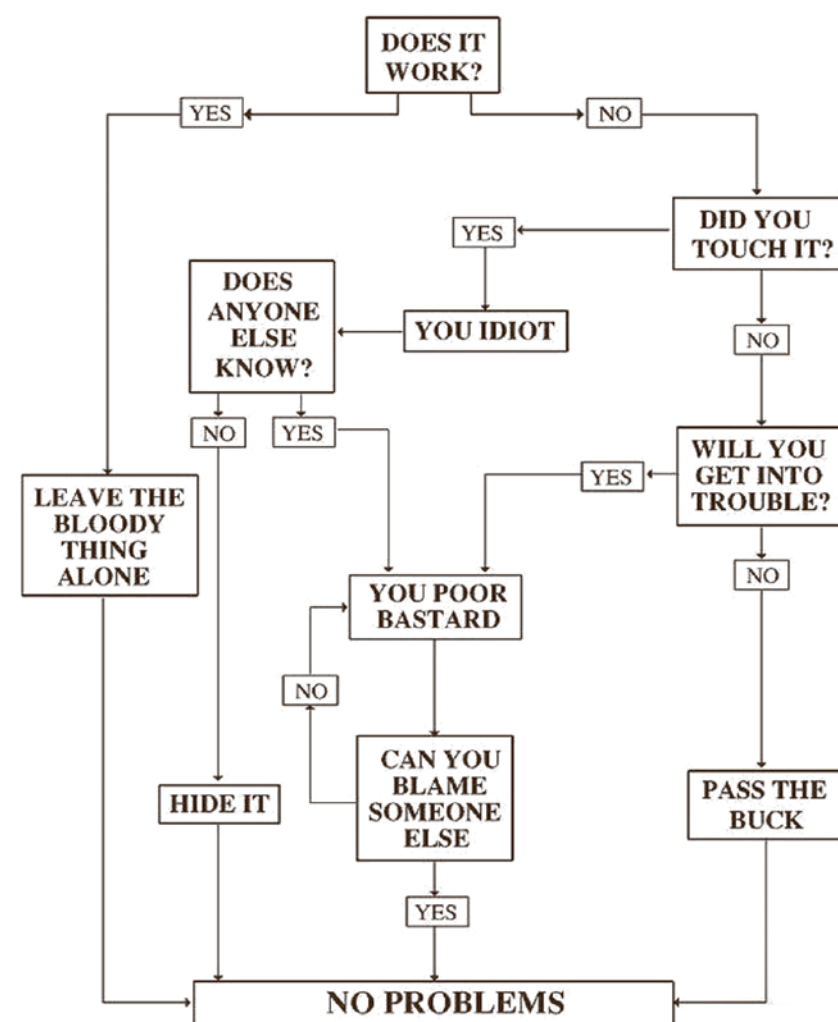 DOES IT
WORK?
YES
NO
DID YOU
TOUCH IT?
YES
DOES
ANYONE
ELSE
KNOW?
YOU IDIOT
NO
NO
YES
WILL YOU
GET INTO
TROUBLE?
YES
LEAVE THE
BLOODY
THING
ALONE
NO
YOU POOR
BASTARD
NO
CAN YOU
BLAME
SOMEONE
ELSE
HIDE IT
PASS THE
BUCK
YES
NO PROBLEMS